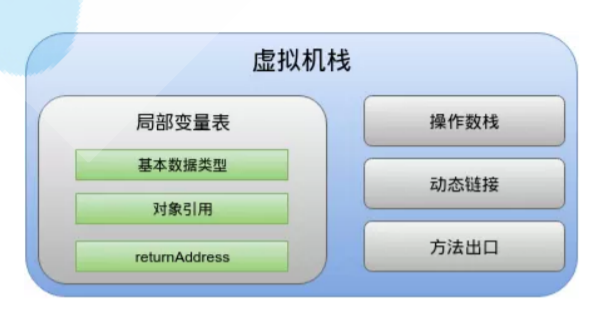 虚拟机栈
局部变量表
基本数据类型
对象引用
returnAddress
操作数栈
动态链接
方法出口